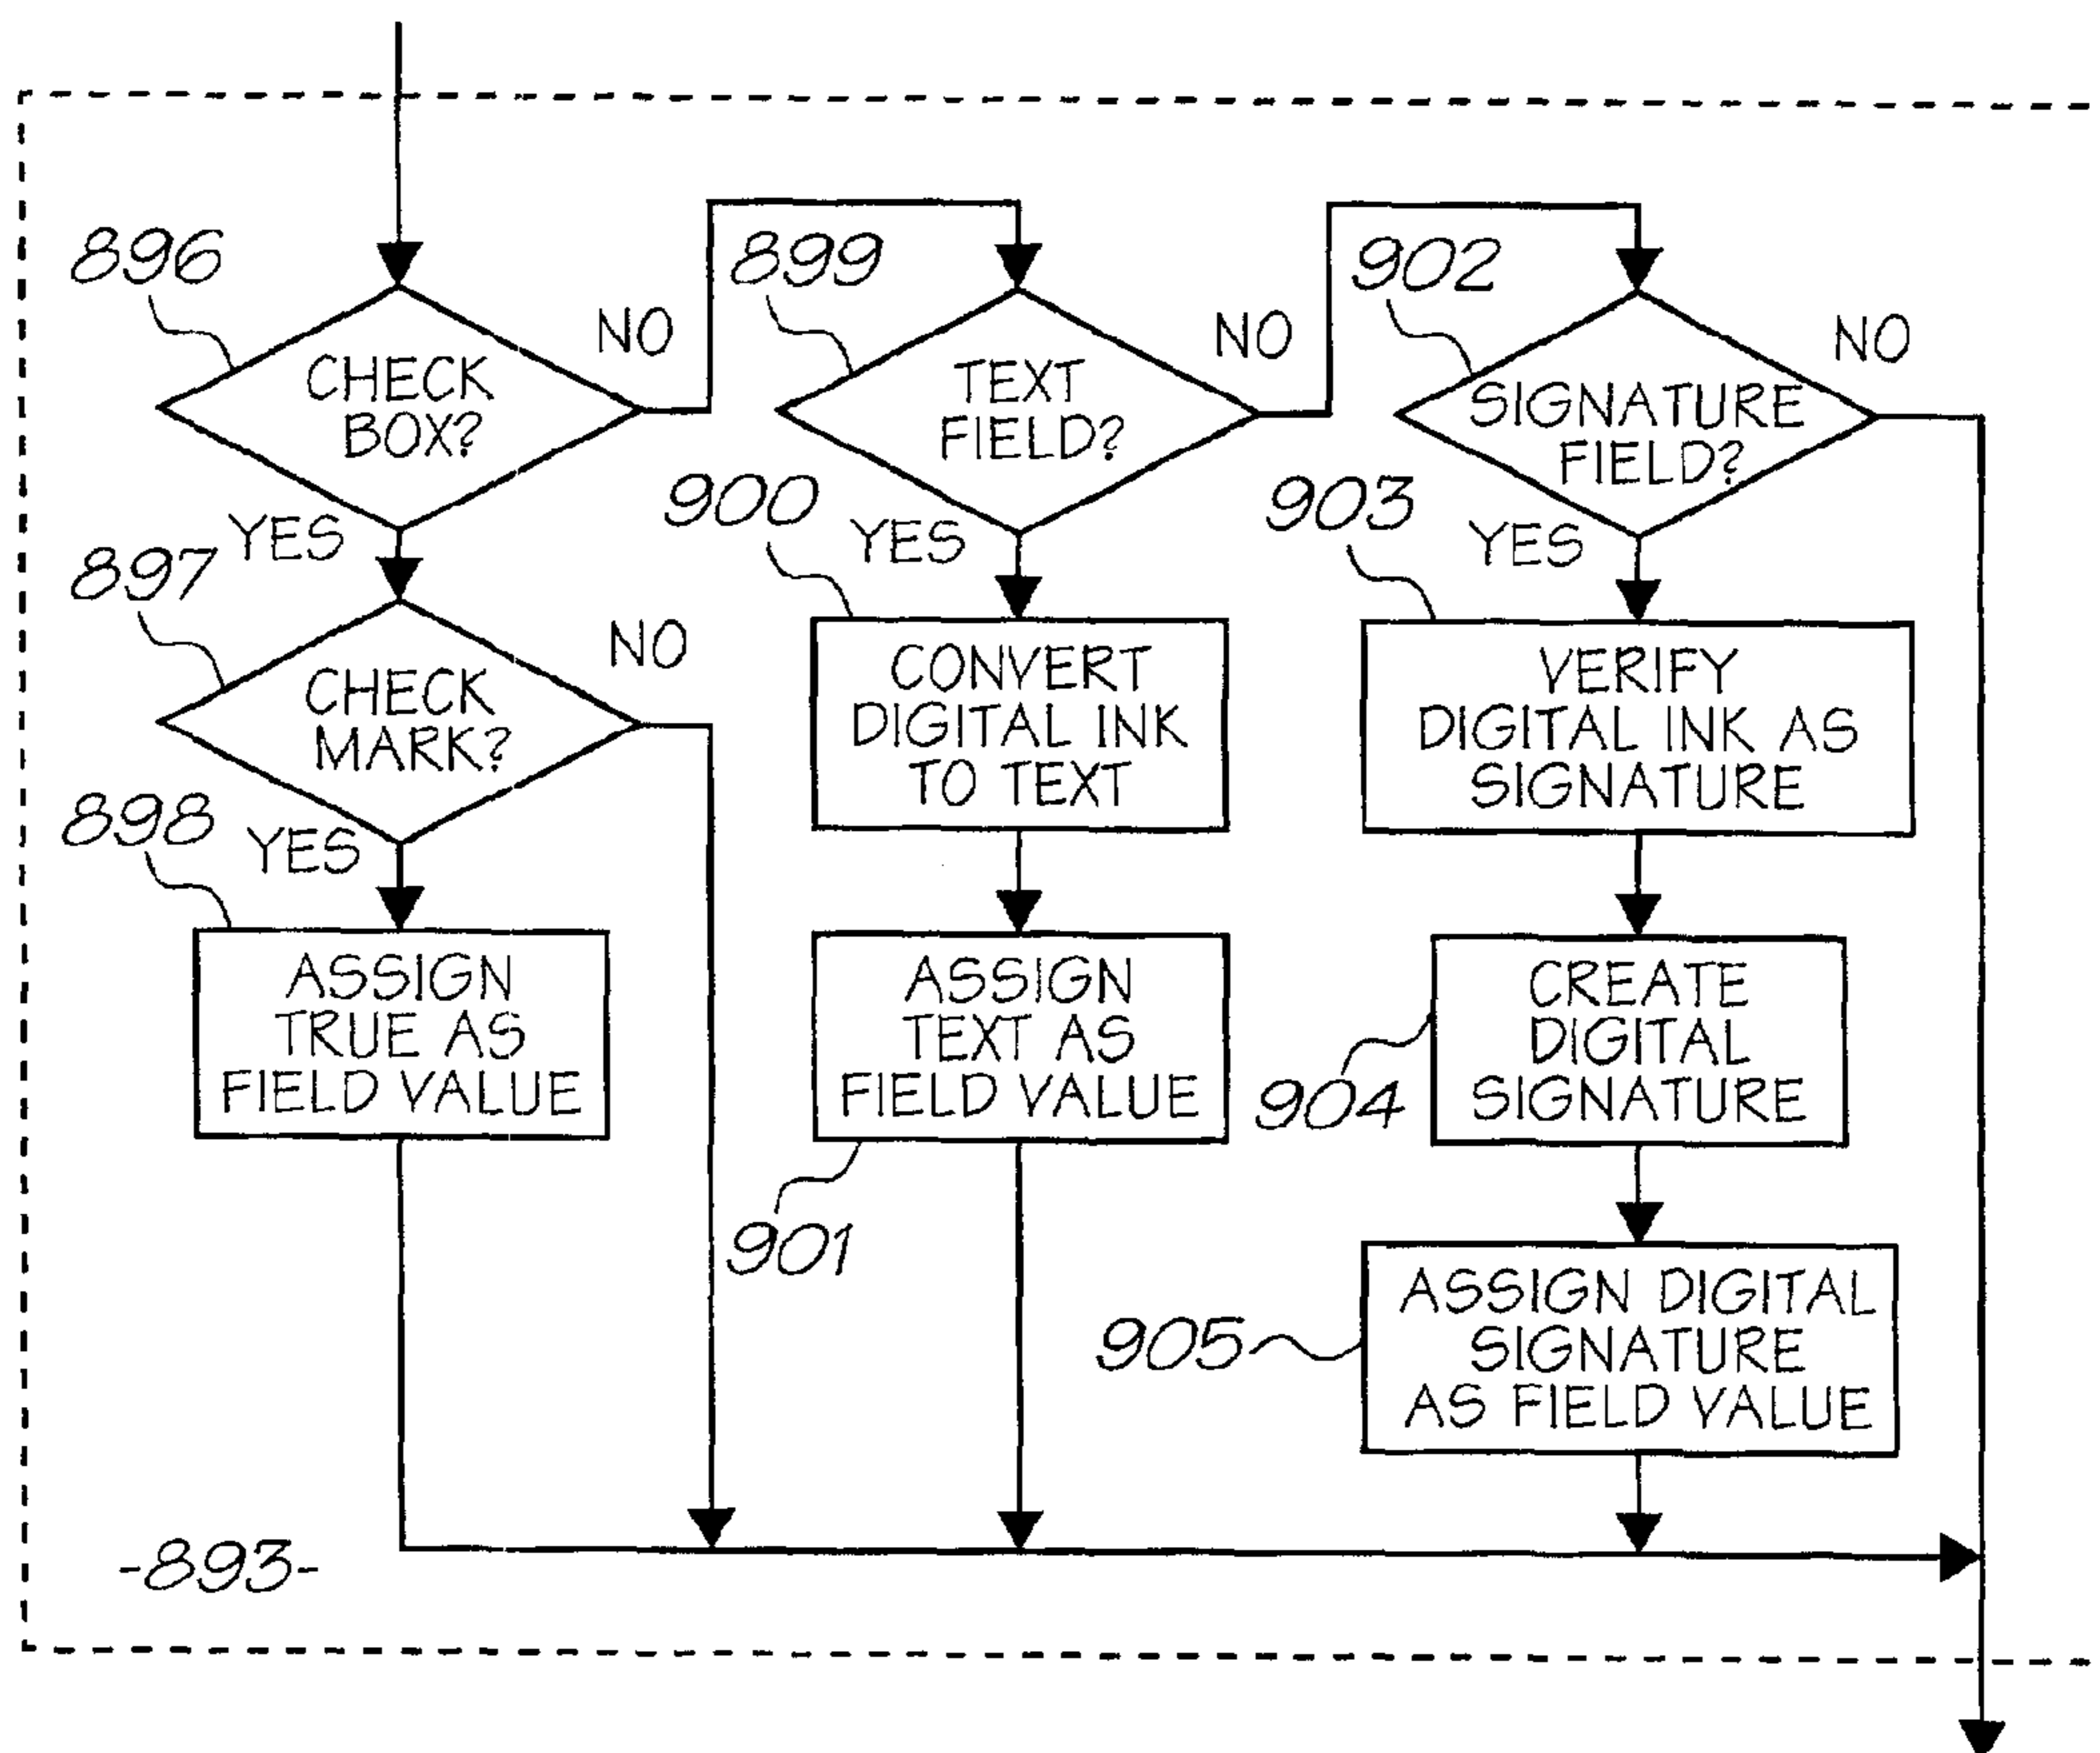 896
CHECK
BOX?
NO
YES
897
CHECK
MARK?
NO
YES
898
ASSIGN
TRUE AS
FIELD VALUE
899
TEXT
FIELD?
NO
YES
900
CONVERT
DIGITAL INK
TO TEXT
ASSIGN
TEXT AS
FIELD VALUE
901
902
SIGNATURE
FIELD?
NO
YES
903
VERIFY
DIGITAL INK AS
SIGNATURE
CREATE
DIGITAL
SIGNATURE
904
ASSIGN DIGITAL
SIGNATURE
AS FIELD VALUE
905
-893-